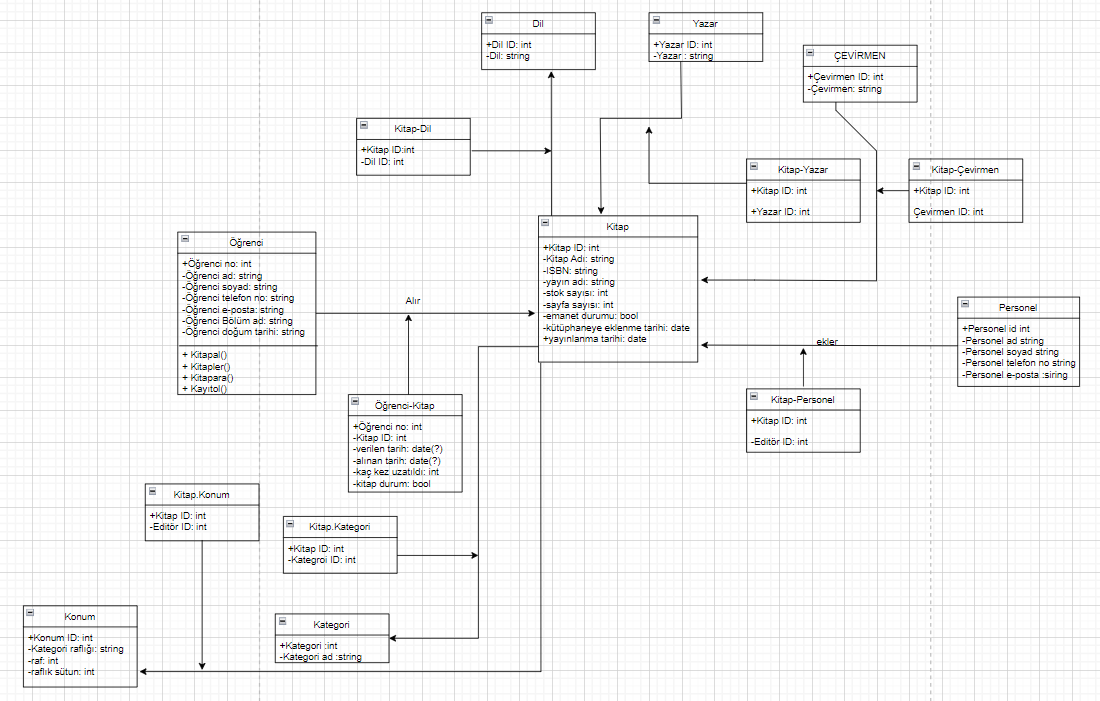 Dil
+Dil ID: int
-Dil: string
Yazar
+Yazar ID: int
-Yazar : string
ÇEVİRMEN
+Çevirmen ID: int
-Çevirmen: string
Kitap-Dil
+Kitap ID:int
-Dil ID: int
Kitap-Yazar
+Kitap ID: int
+Yazar ID: int
Kitap-Çevirmen
+Kitap ID: int
Çevirmen ID: int
Kitap
+Kitap ID: int
-Kitap Adı: string
-ISBN: string
-yayın adı: string
-stok sayısı: int
-sayfa sayısı: int
-emanet durumu: bool
-kütüphaneye eklenme tarihi: date
+yayınlanma tarihi: date
Öğrenci
+Öğrenci no: int
-Öğrenci ad: string
-Öğrenci soyad: string
-Öğrenci telefon no: string
-Öğrenci e-posta: string
-Öğrenci Bölüm ad: string
-Öğrenci doğum tarihi: string
+ Kitapal()
+ Kitapler()
+ Kitapara()
+ Kayıtol()
Alır
Personel
+Personel id int
-Personel ad string
-Personel soyad string
-Personel telefon no string
-Personel e-posta :siring
ekler
Kitap-Personel
+Kitap ID: int
-Editör ID: int
Öğrenci-Kitap
+Öğrenci no: int
-Kitap ID: int
-verilen tarih: date(?)
-alınan tarih: date(?)
-kaç kez uzatıldı: int
-kitap durum: bool
Kitap.Konum
+Kitap ID: int
-Editör ID: int
Kitap.Kategori
+Kitap ID: int
-Kategroi ID: int
Konum
+Konum ID: int
-Kategori raflığı: string
-raf: int
-raflık sütun: int
Kategori
+Kategori :int
-Kategori ad :string